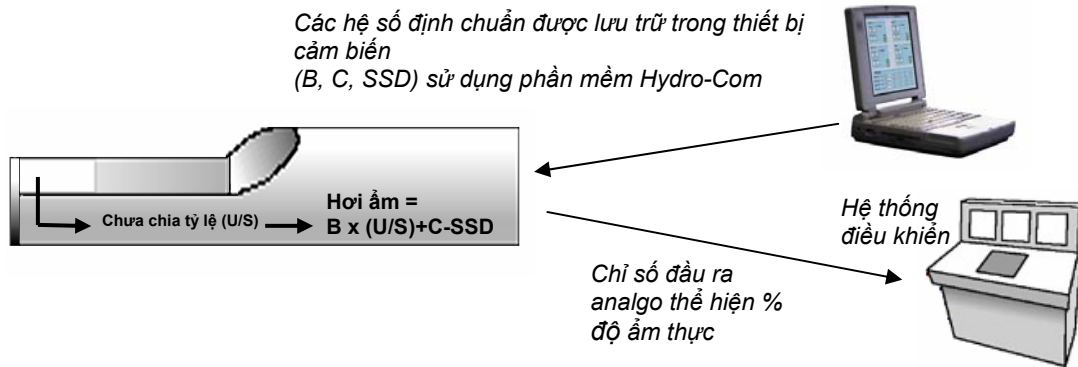 Các hệ số định chuẩn được lưu trữ trong thiết bị
cảm biến
(B, C, SSD) sử dụng phần mềm Hydro-Com
Chưa chia tỷ lệ (U/S)
Hơi ẩm =
B x (U/S)+C-SSD
Hệ thống
điều khiển
Chỉ số đầu ra
analgo thể hiện %
độ ẩm thực